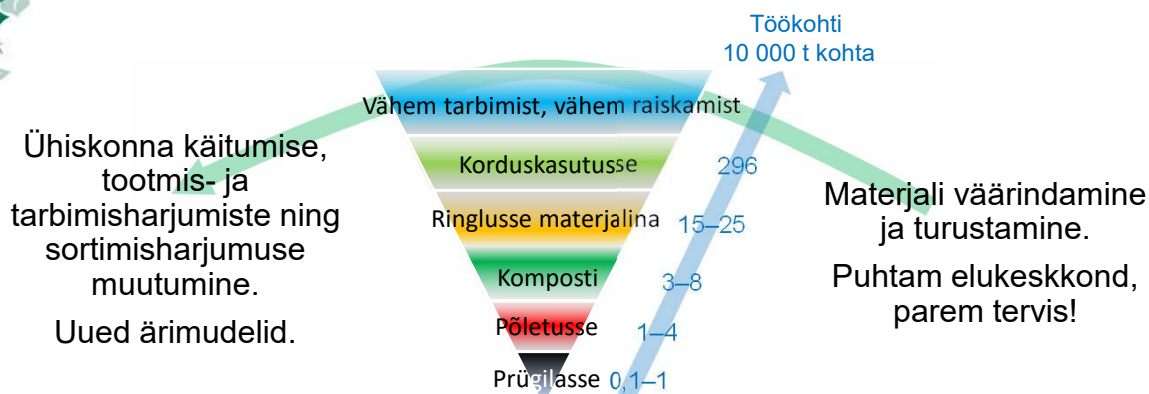 Töökohti
10 000 t kohta
Vähem tarbimist, vähem raiskamist
Korduskasutusse 296
Ringlusse materjalina 15–25
Komposti 3–8
Põletusse 1–4
Prügilasse 0,1–1
Ühiskonna käitumise,
tootmis- ja
tarbimisharjumiste ning
sortimisharjumuse
muutumine.
Uued ärimudelid.
Materjali väärindamine
ja turustamine.
Puhtam elukeskkond,
parem tervis!